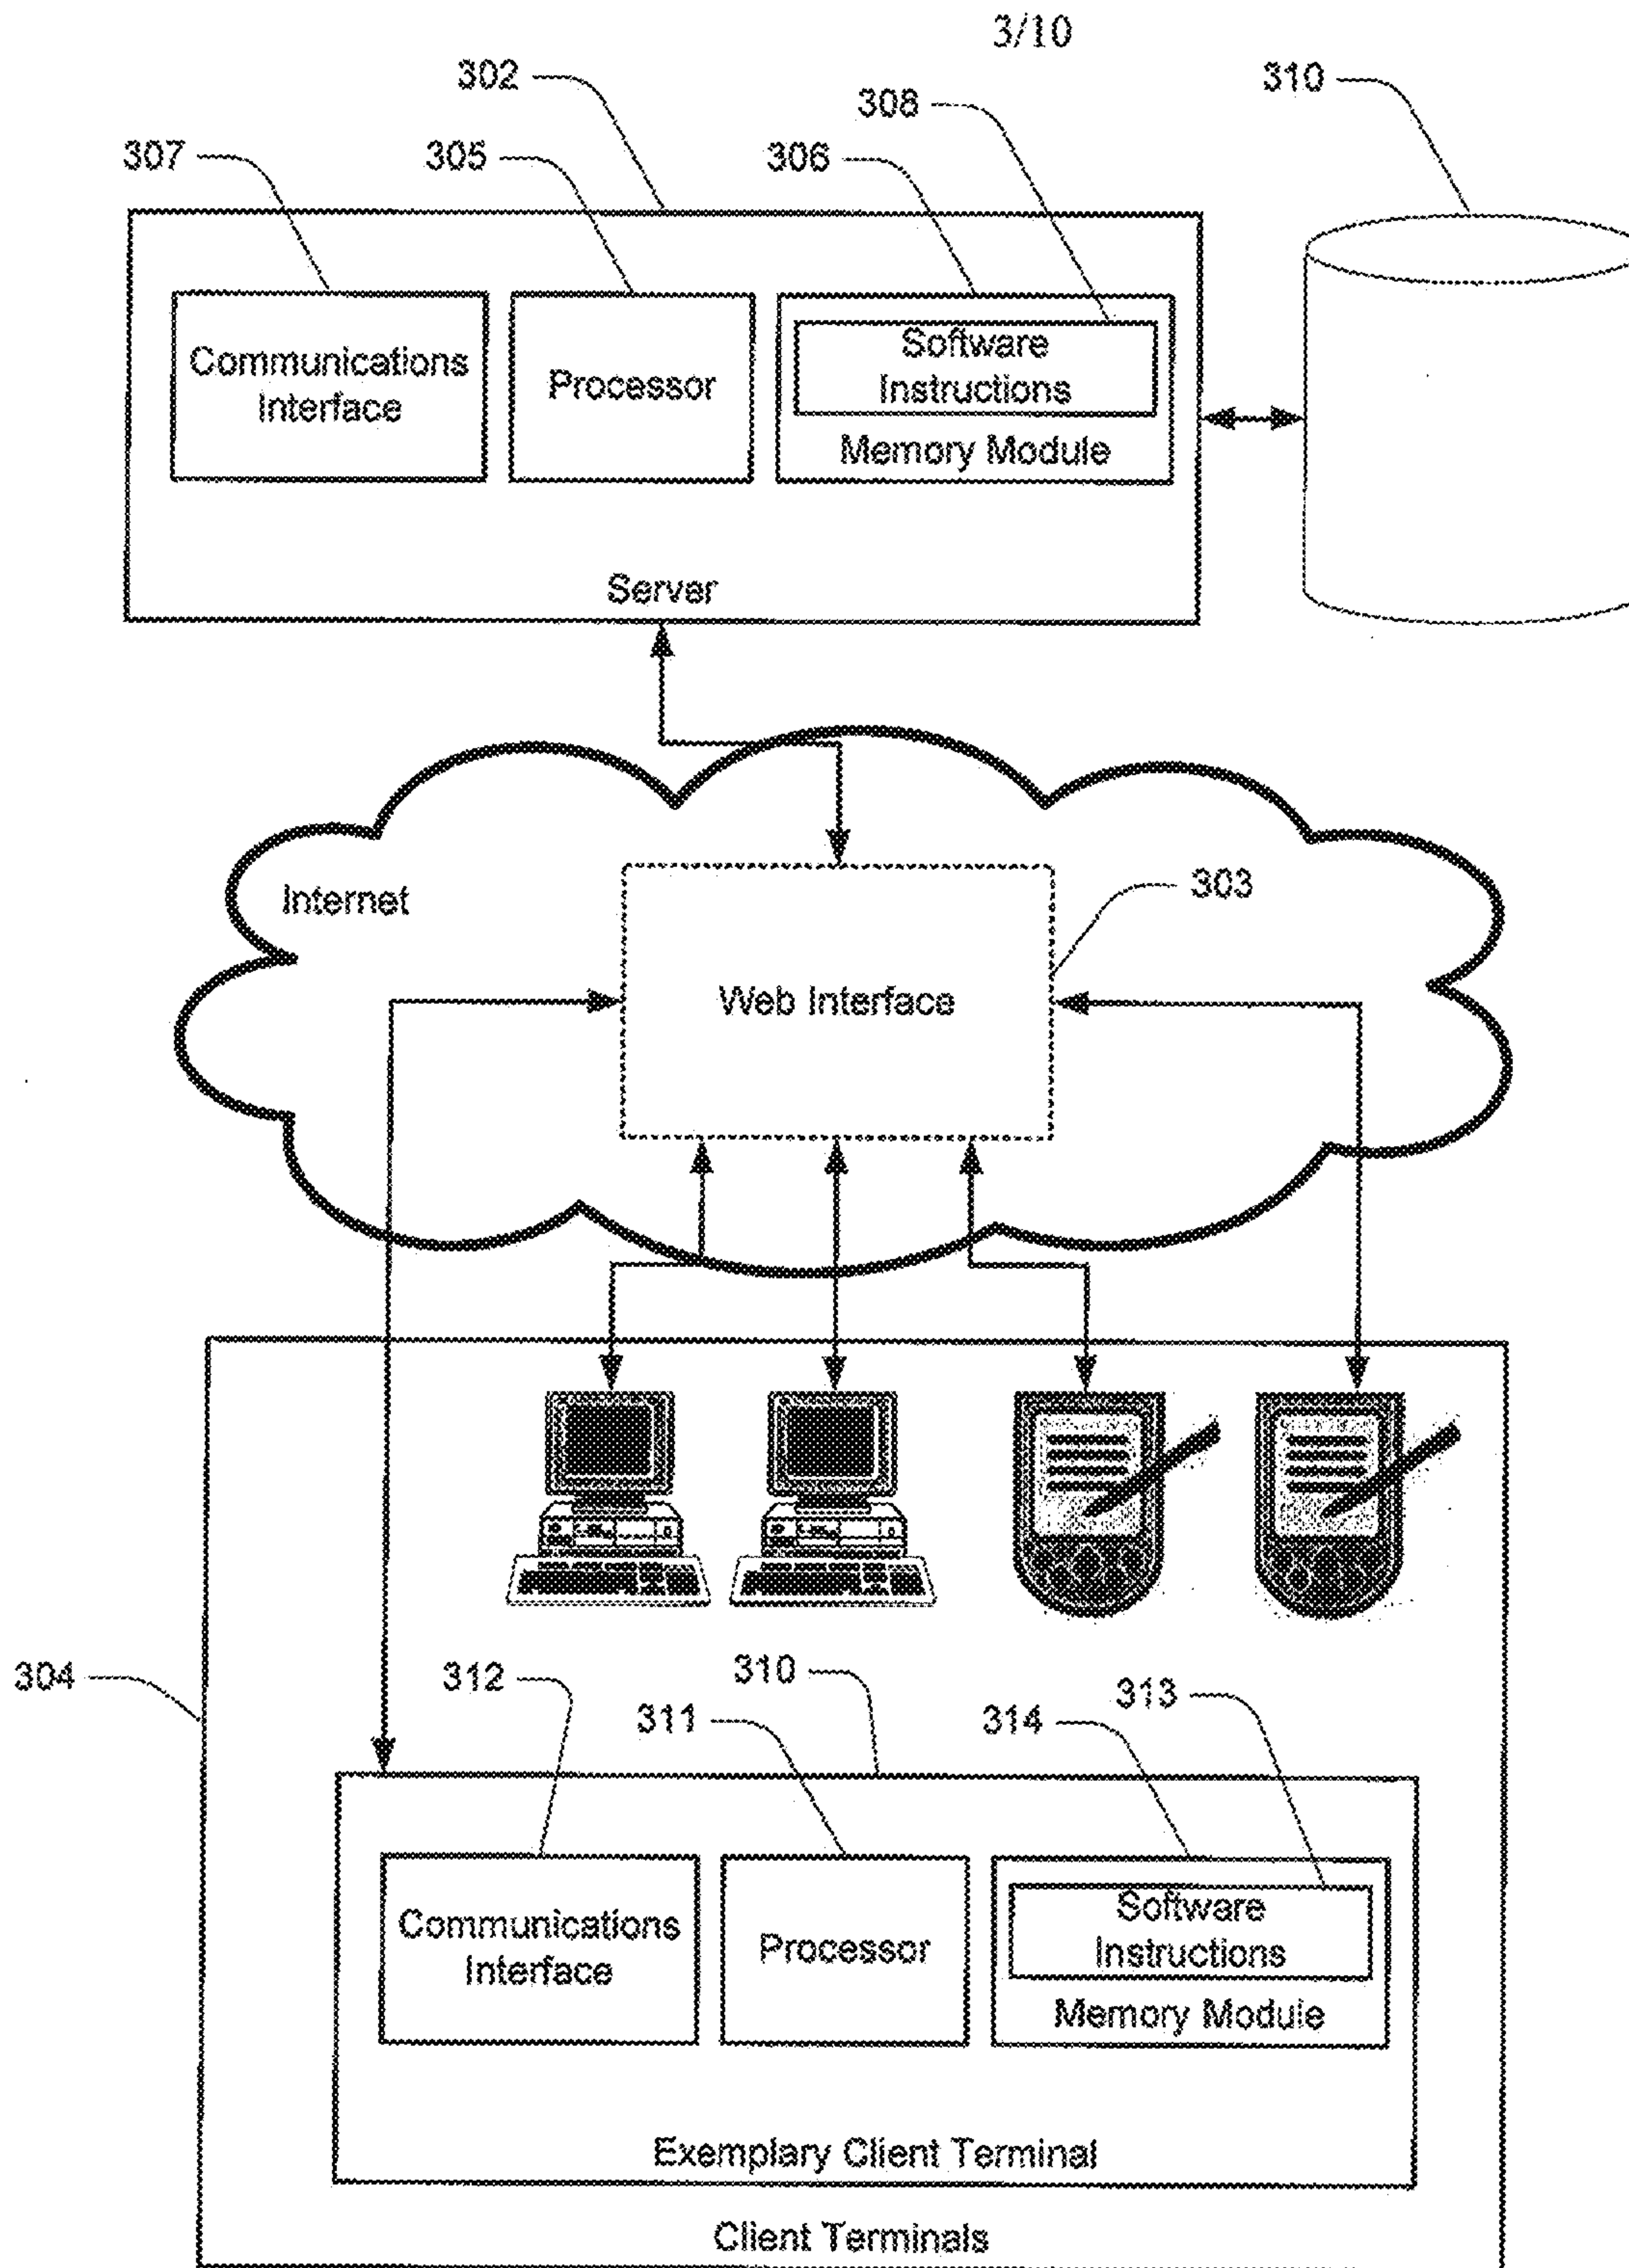 3/10
302
310
308
307
305
306
Communications
Interface
Processor
Software
Instructions
Memory Module
Server
Internet
303
Web Interface
304
312
310
313
311
314
Communications
Interface
Processor
Software
Instructions
Memory Module
Exemplary Client Terminal
Client Terminals